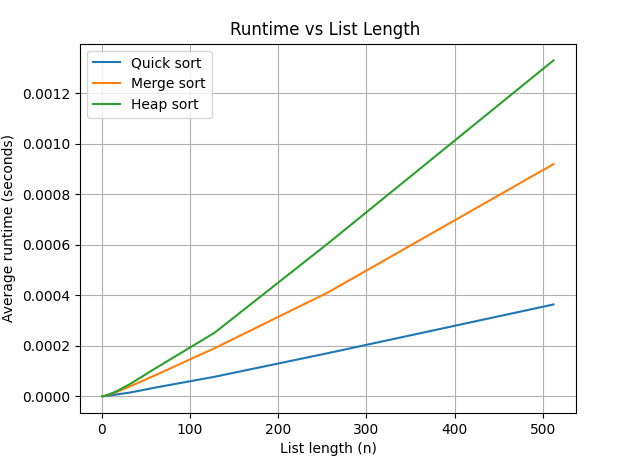 Runtime vs List Length
Quick sort
Merge sort
Heap sort
0.0012
0.0010
0.0008
0.0006
0.0004
0.0002
0.0000
Average runtime (seconds)
0 100 200 300 400 500
List length (n)